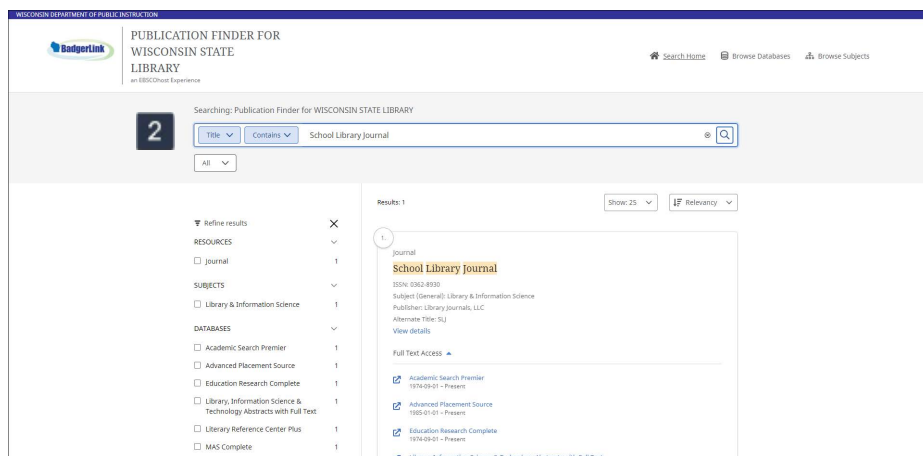 WISCONSIN DEPARTMENT OF PUBLIC INSTRUCTION
BadgerLink
PUBLICATION FINDER FOR
WISCONSIN STATE
LIBRARY
an EBSCOhost Experience
Search Home
Browse Databases
Browse Subjects
Searching: Publication Finder for WISCONSIN STATE LIBRARY
2
Title
Contains
School Library Journal
All
Results: 1
Show: 25
Relevancy
Refine results
RESOURCES
Journal 1
SUBJECTS
Library & Information Science 1
DATABASES
Academic Search Premier 1
Advanced Placement Source 1
Education Research Complete 1
Library, Information Science & 1
Technology Abstracts with Full Text
Literary Reference Center Plus 1
MAS Complete 1
1.
Journal
School Library Journal
ISSN: 0362-8930
Subject (General): Library & Information Science
Publisher: Library Journals, LLC
Alternate Title: SLJ
View details
Full Text Access
Academic Search Premier
1974-09-01 – Present
Advanced Placement Source
1985-01-01 – Present
Education Research Complete
1974-09-01 – Present